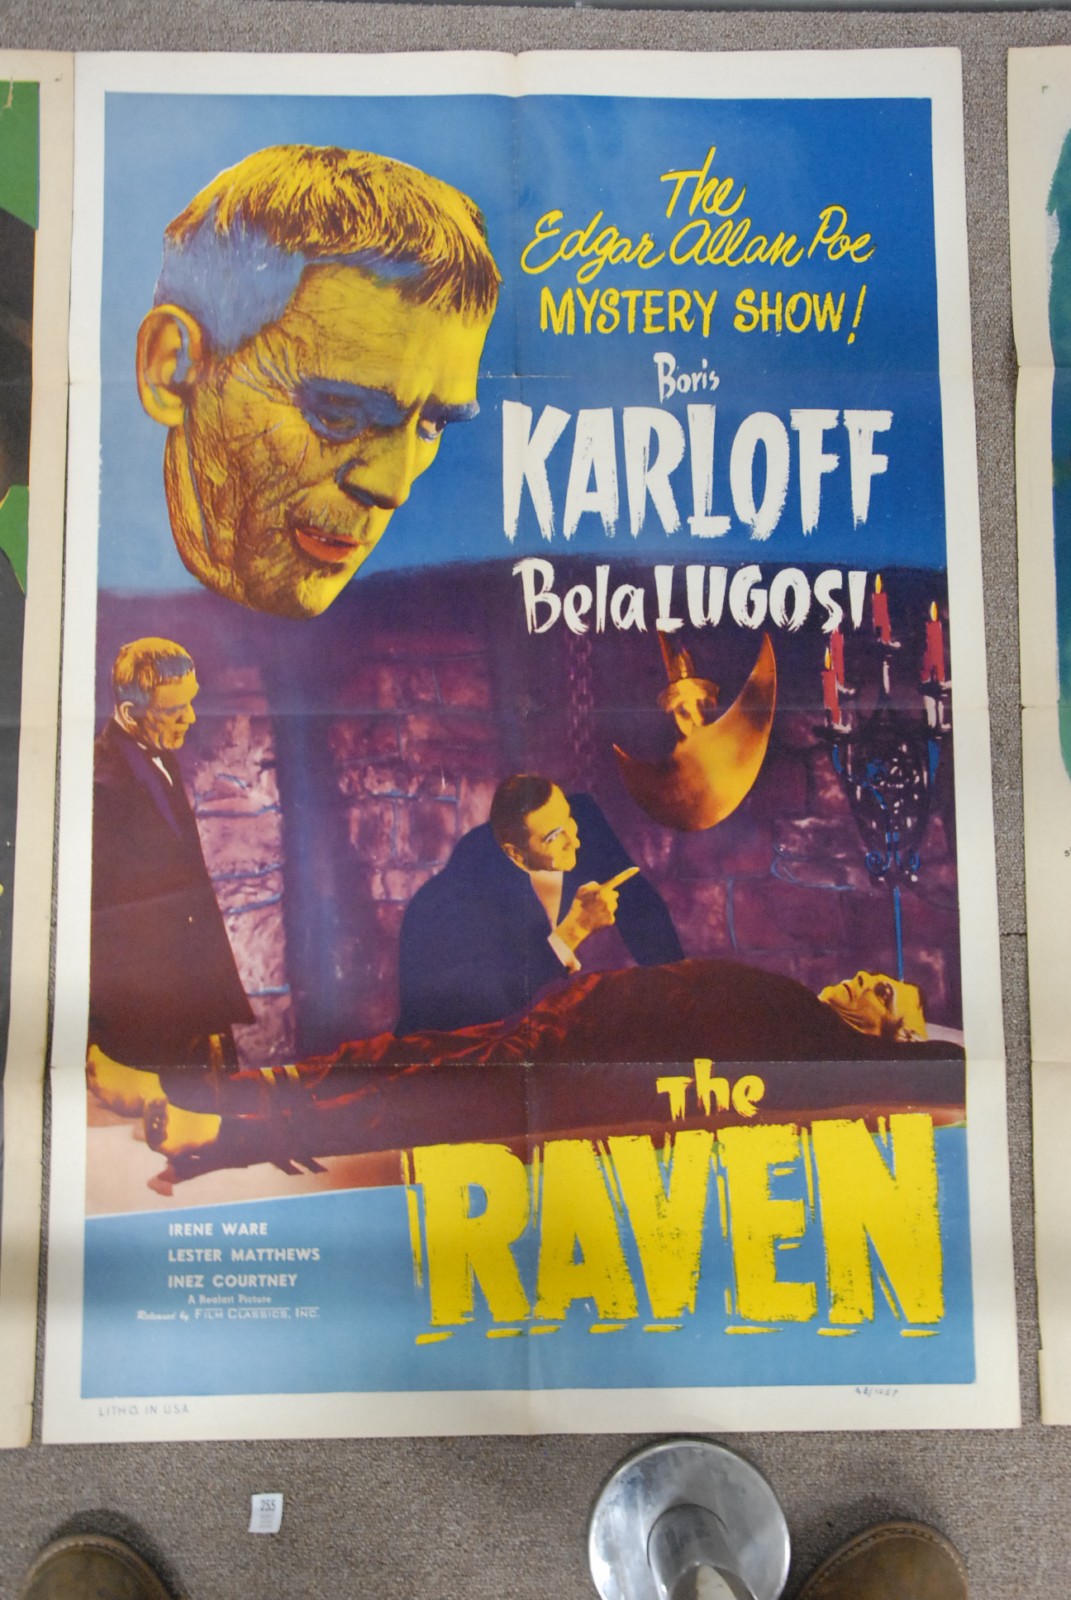 The
Edgar Allan Poe
MYSTERY SHOW!
Boris
KARLOFF
Bela LUGOSI
The
RAVEN
IRENE WARE
LESTER MATTHEWS
INEZ COURTNEY
A Realart Picture
Released by FILM CLASSICS, INC.
LITHO. IN U.S.A.
255